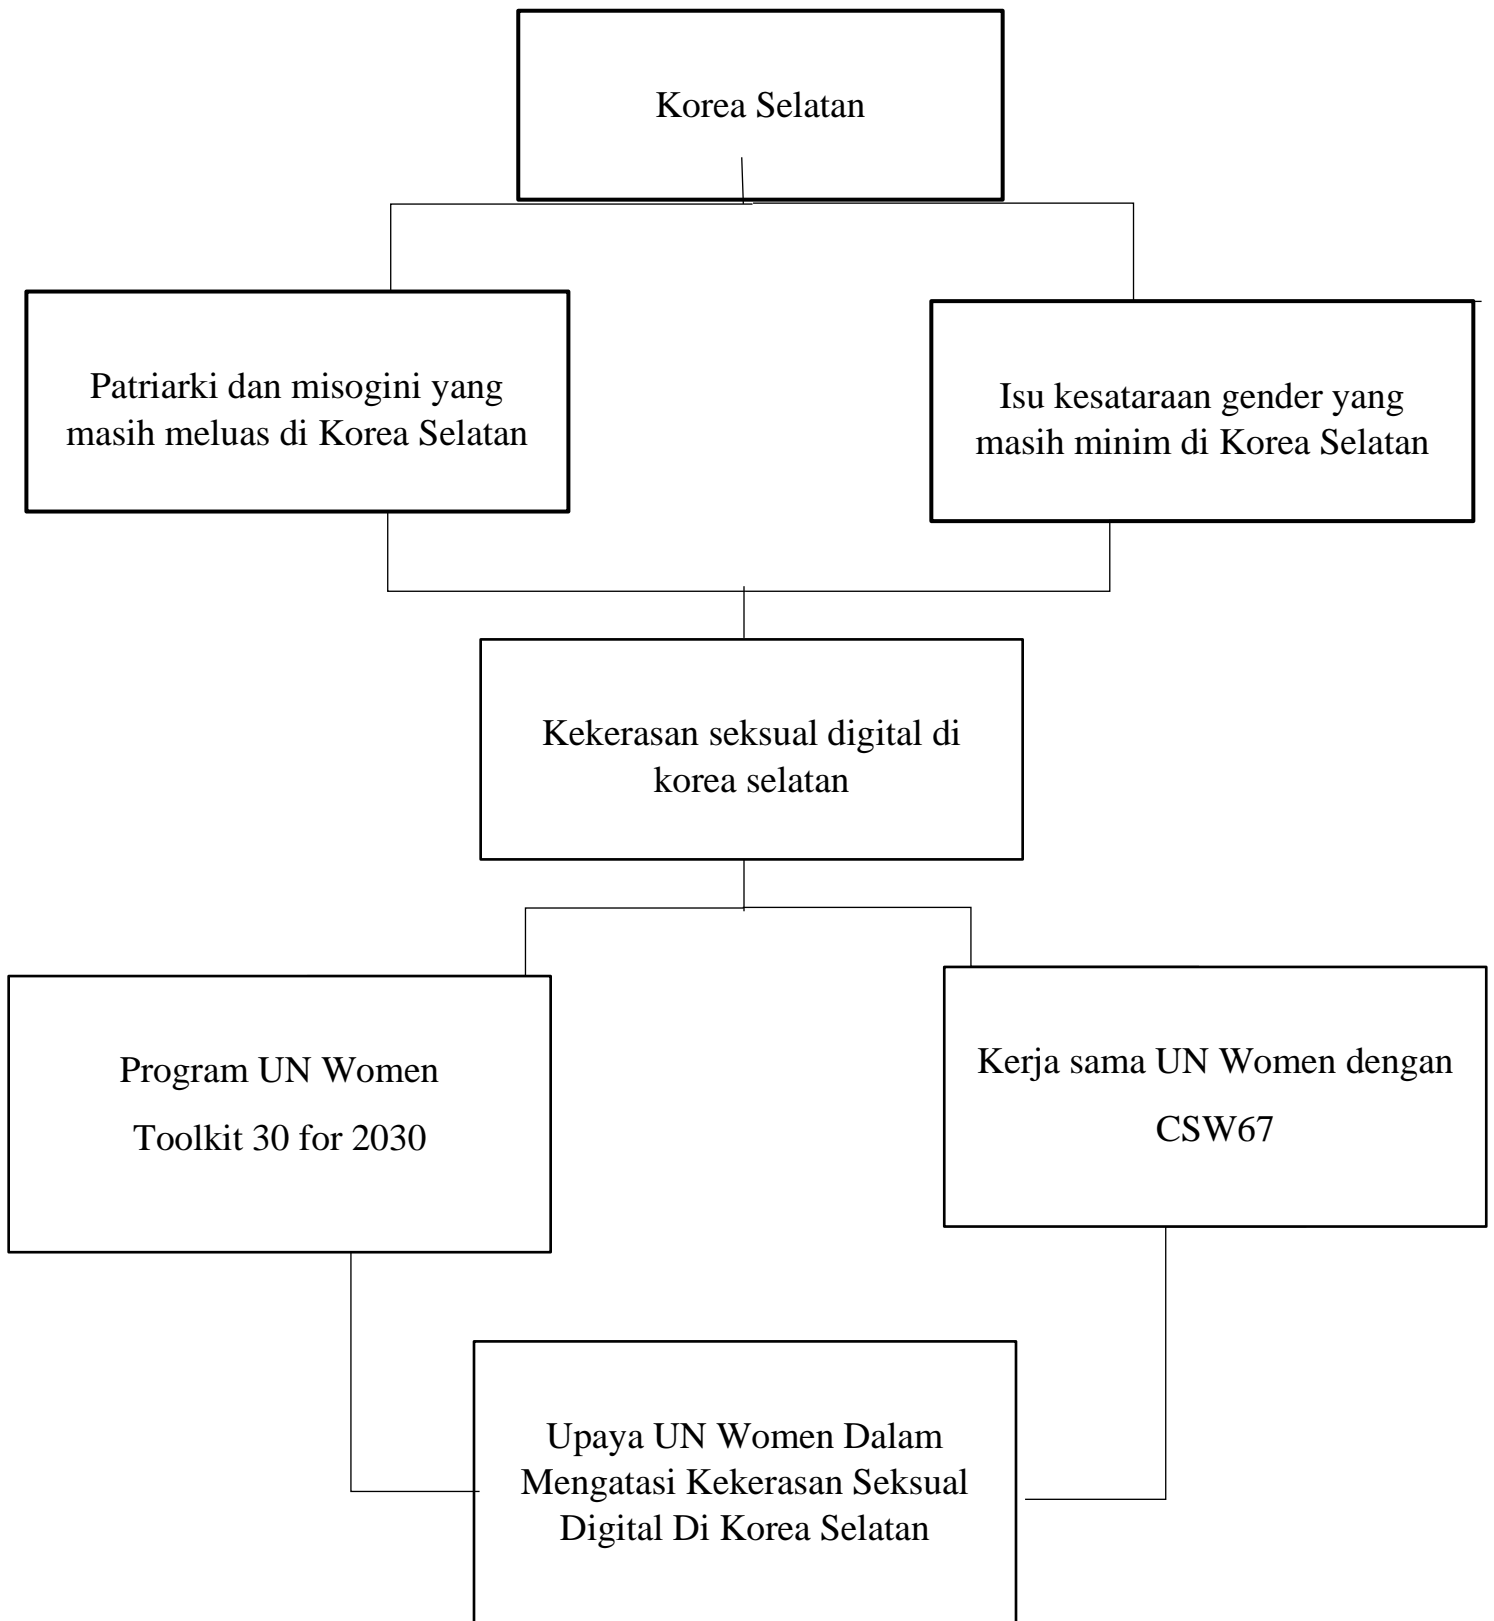 Korea Selatan
Patriarki dan misogini yang
masih meluas di Korea Selatan
Isu kesataraan gender yang
masih minim di Korea Selatan
Kekerasan seksual digital di
korea selatan
Program UN Women
Toolkit 30 for 2030
Kerja sama UN Women dengan
CSW67
Upaya UN Women Dalam
Mengatasi Kekerasan Seksual
Digital Di Korea Selatan